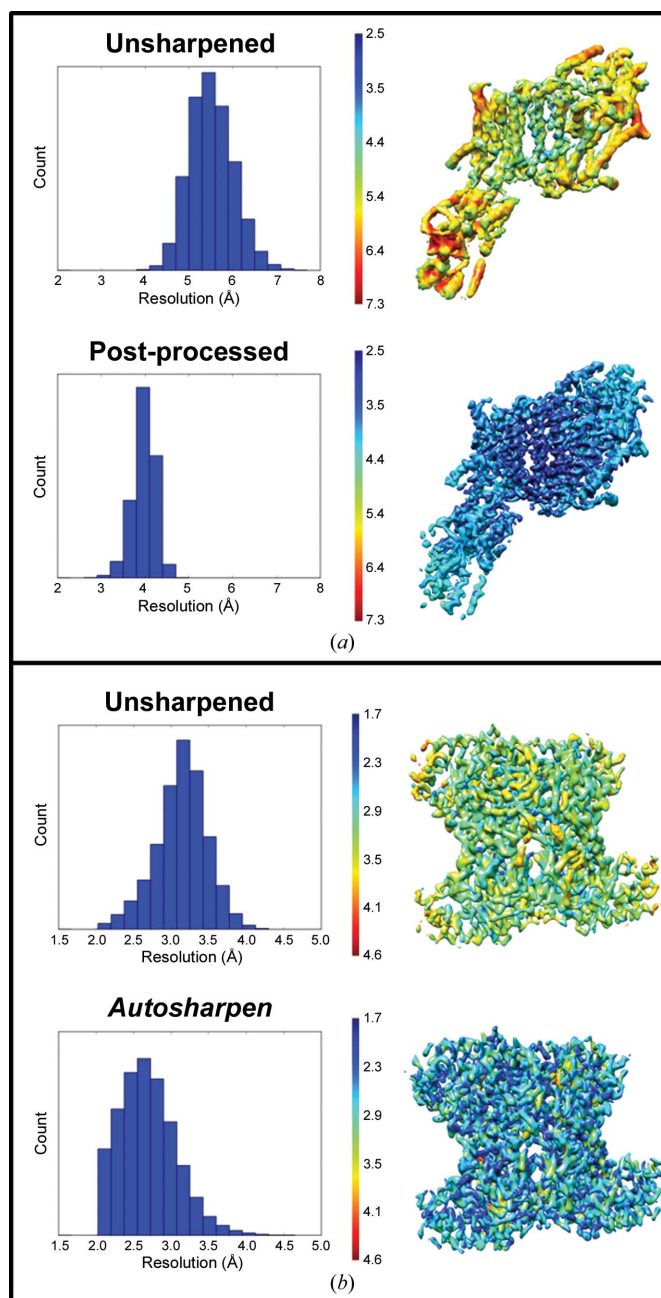 Unsharpened
Count
2 3 4 5 6 7 8
Resolution (Å)
2.5
3.5
4.4
5.4
6.4
7.3
Post-processed
Count
2 3 4 5 6 7 8
Resolution (Å)
2.5
3.5
4.4
5.4
6.4
7.3
(a)
Unsharpened
Count
1.5 2.0 2.5 3.0 3.5 4.0 4.5 5.0
Resolution (Å)
1.7
2.3
2.9
3.5
4.1
4.6
Autosharpen
Count
1.5 2.0 2.5 3.0 3.5 4.0 4.5 5.0
Resolution (Å)
1.7
2.3
2.9
3.5
4.1
4.6
(b)